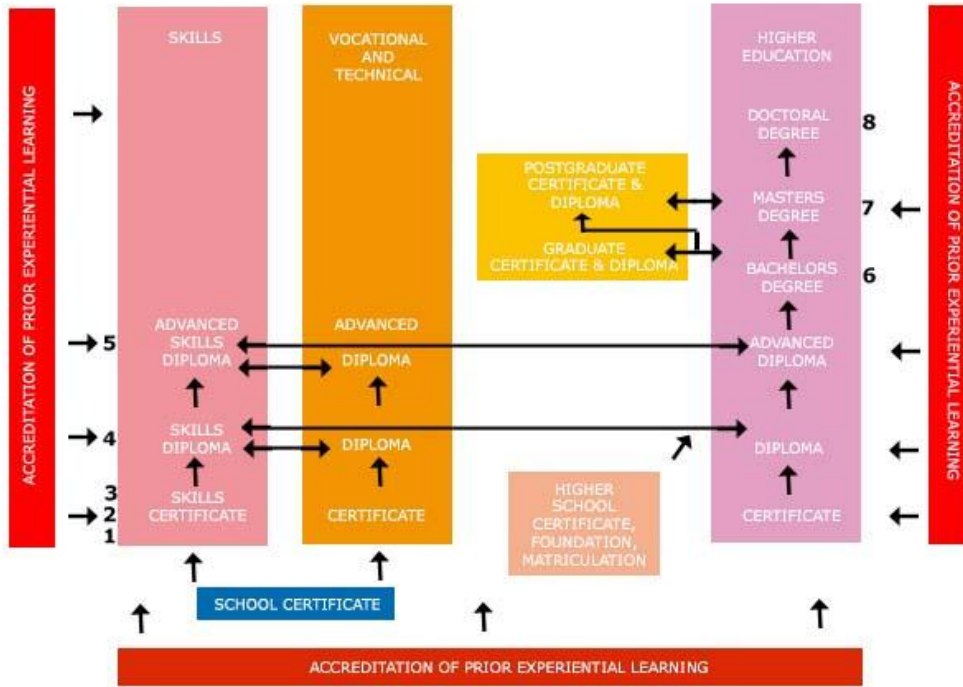 ACCREDITATION OF PRIOR EXPERIENTIAL LEARNING
SKILLS
ADVANCED
SKILLS
DIPLOMA
SKILLS
DIPLOMA
SKILLS
CERTIFICATE
5
4
3
2
1
VOCATIONAL
AND
TECHNICAL
ADVANCED
DIPLOMA
DIPLOMA
CERTIFICATE
SCHOOL CERTIFICATE
POSTGRADUATE
CERTIFICATE &
DIPLOMA
GRADUATE
CERTIFICATE & DIPLOMA
HIGHER
SCHOOL
CERTIFICATE,
FOUNDATION,
MATRICULATION
HIGHER
EDUCATION
DOCTORAL
DEGREE
MASTERS
DEGREE
BACHELORS
DEGREE
ADVANCED
DIPLOMA
DIPLOMA
CERTIFICATE
8
7
6
ACCREDITATION OF PRIOR EXPERIENTIAL LEARNING
ACCREDITATION OF PRIOR EXPERIENTIAL LEARNING